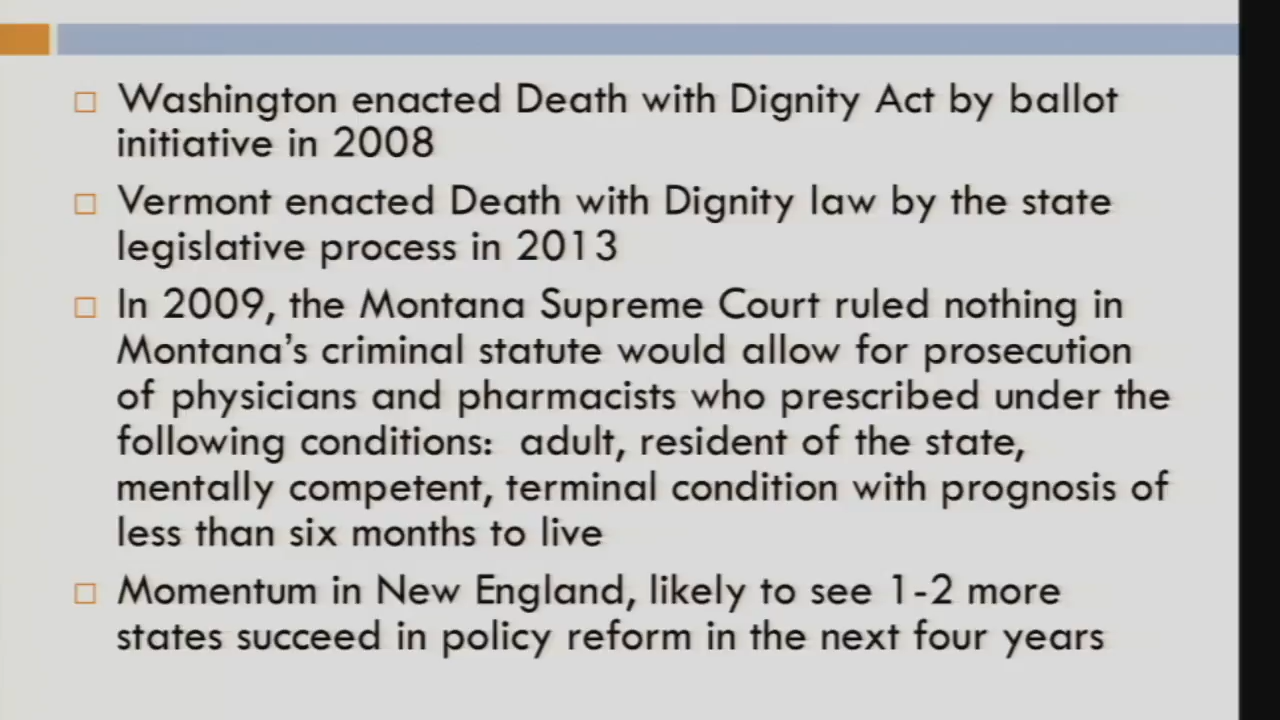 Washington enacted Death with Dignity Act by ballot
initiative in 2008
Vermont enacted Death with Dignity law by the state
legislative process in 2013
In 2009, the Montana Supreme Court ruled nothing in
Montana’s criminal statute would allow for prosecution
of physicians and pharmacists who prescribed under the
following conditions:  adult, resident of the state,
mentally competent, terminal condition with prognosis of
less than six months to live
Momentum in New England, likely to see 1-2 more
states succeed in policy reform in the next four years